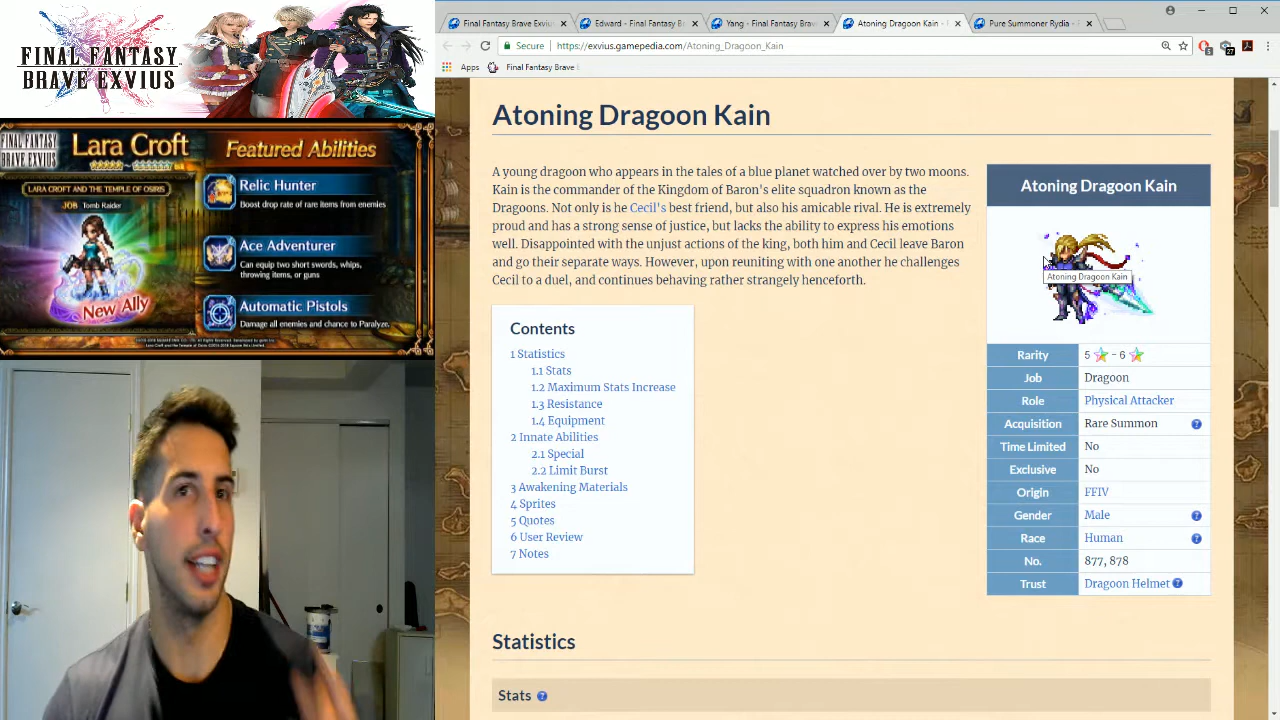 FINAL FANTASY
BRAVE EXVIUS
FINAL FANTASY
BRAVE EXVIUS
Lara Croft
LARA CROFT AND THE TEMPLE OF OSIRIS
JOB Tomb Raider
New Ally
Featured Abilities
Relic Hunter
Boost drop rate of rare items from enemies
Ace Adventurer
Can equip two short swords, whips,
throwing items, or guns
Automatic Pistols
Damage all enemies and chance to Paralyze.
Final Fantasy Brave Exvius
Edward - Final Fantasy B
Yang - Final Fantasy Brave
Atoning Dragoon Kain -
Pure Summoner Rydia - F
Secure
https://exvius.gamepedia.com/Atoning_Dragoon_Kain
Apps
Final Fantasy Brave
Atoning Dragoon Kain
A young dragoon who appears in the tales of a blue planet watched over by two moons.
Kain is the commander of the Kingdom of Baron's elite squadron known as the
Dragoons. Not only is he Cecil's best friend, but also his amicable rival. He is extremely
proud and has a strong sense of justice, but lacks the ability to express his emotions
well. Disappointed with the unjust actions of the king, both him and Cecil leave Baron
and go their separate ways. However, upon reuniting with one another he challenges
Cecil to a duel, and continues behaving rather strangely henceforth.
Contents
1 Statistics
1.1 Stats
1.2 Maximum Stats Increase
1.3 Resistance
1.4 Equipment
2 Innate Abilities
2.1 Special
2.2 Limit Burst
3 Awakening Materials
4 Sprites
5 Quotes
6 User Review
7 Notes
Atoning Dragoon Kain
Atoning Dragoon Kain
Rarity 5 - 6
Job Dragoon
Role Physical Attacker
Acquisition Rare Summon
Time Limited No
Exclusive No
Origin FFIV
Gender Male
Race Human
No. 877, 878
Trust Dragoon Helmet
Statistics
Stats